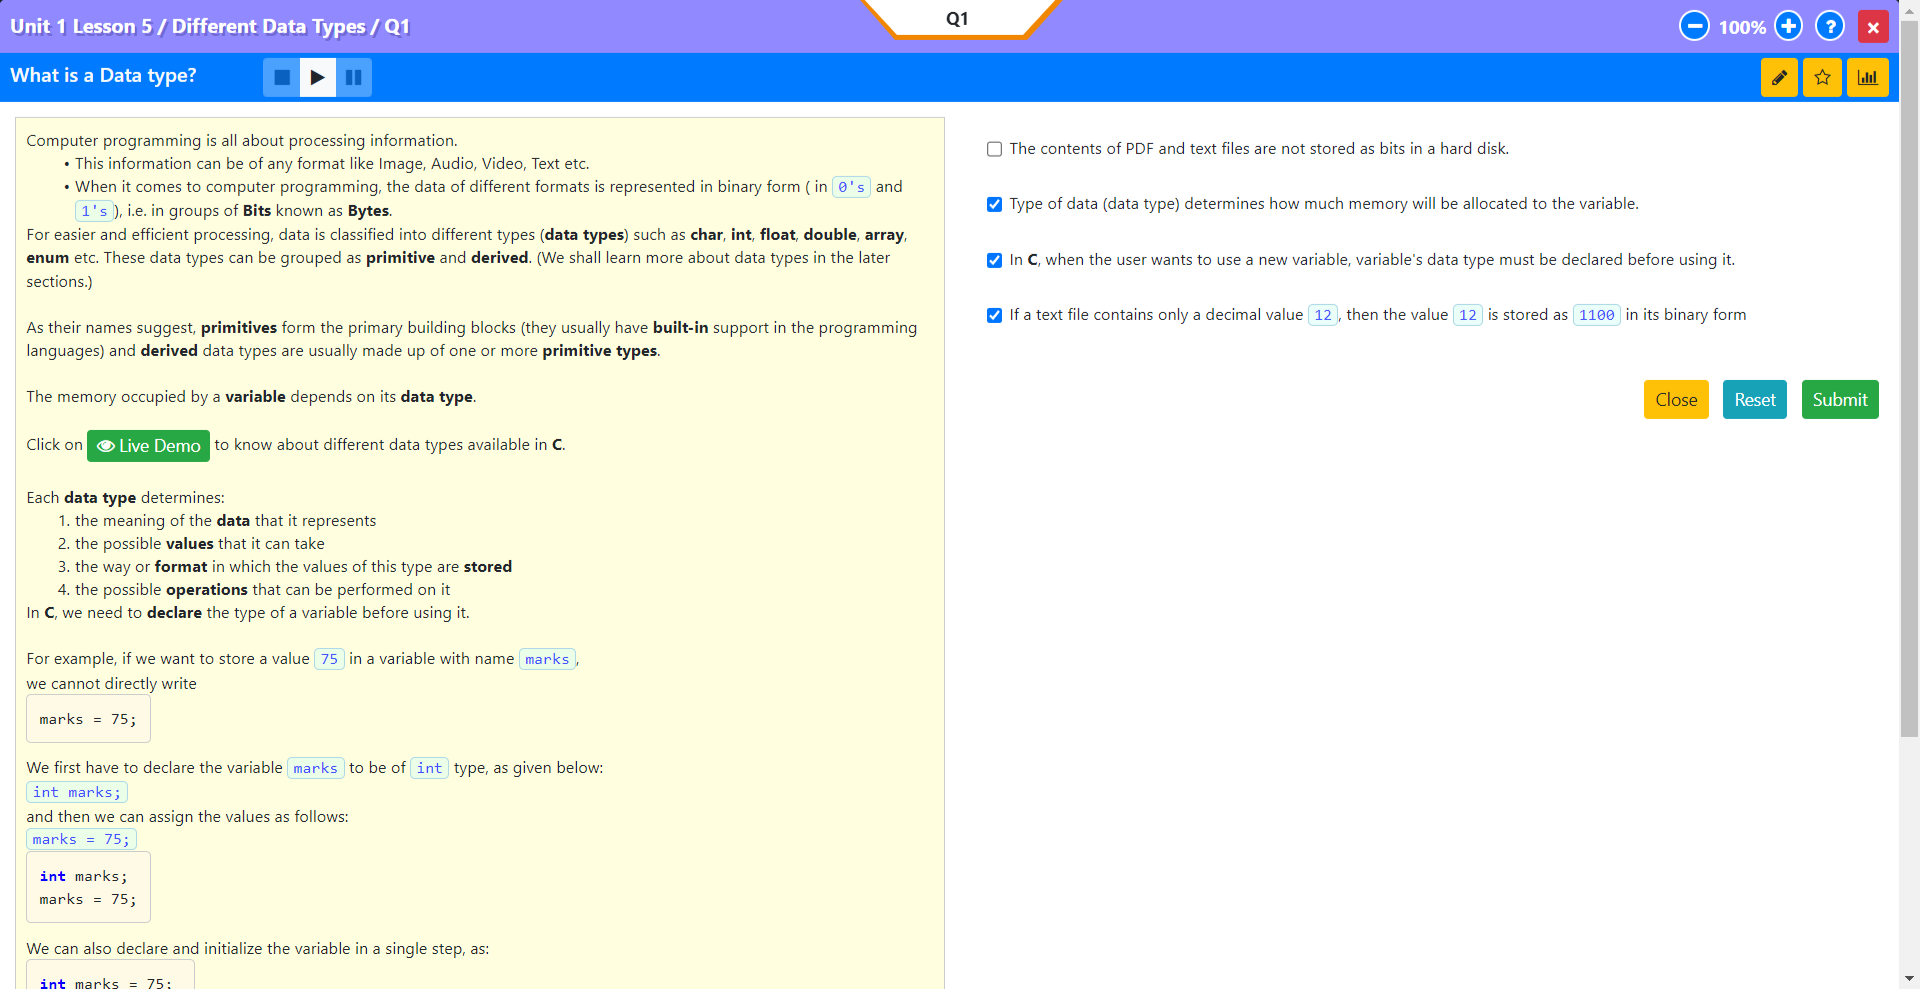 Unit 1 Lesson 5 / Different Data Types / Q1
Q1
100%
What is a Data type?
Computer programming is all about processing information.
• This information can be of any format like Image, Audio, Video, Text etc.
• When it comes to computer programming, the data of different formats is represented in binary form ( in 0's and
1's ), i.e. in groups of Bits known as Bytes.
For easier and efficient processing, data is classified into different types (data types) such as char, int, float, double, array,
enum etc. These data types can be grouped as primitive and derived. (We shall learn more about data types in the later
sections.)
As their names suggest, primitives form the primary building blocks (they usually have built-in support in the programming
languages) and derived data types are usually made up of one or more primitive types.
The memory occupied by a variable depends on its data type.
Click on Live Demo to know about different data types available in C.
Each data type determines:
1. the meaning of the data that it represents
2. the possible values that it can take
3. the way or format in which the values of this type are stored
4. the possible operations that can be performed on it
In C, we need to declare the type of a variable before using it.
For example, if we want to store a value 75 in a variable with name marks,
we cannot directly write
marks = 75;
We first have to declare the variable marks to be of int type, as given below:
int marks;
and then we can assign the values as follows:
marks = 75;
int marks;
marks = 75;
We can also declare and initialize the variable in a single step, as:
int marks = 75;
The contents of PDF and text files are not stored as bits in a hard disk.
Type of data (data type) determines how much memory will be allocated to the variable.
In C, when the user wants to use a new variable, variable's data type must be declared before using it.
If a text file contains only a decimal value 12, then the value 12 is stored as 1100 in its binary form
Close Reset Submit